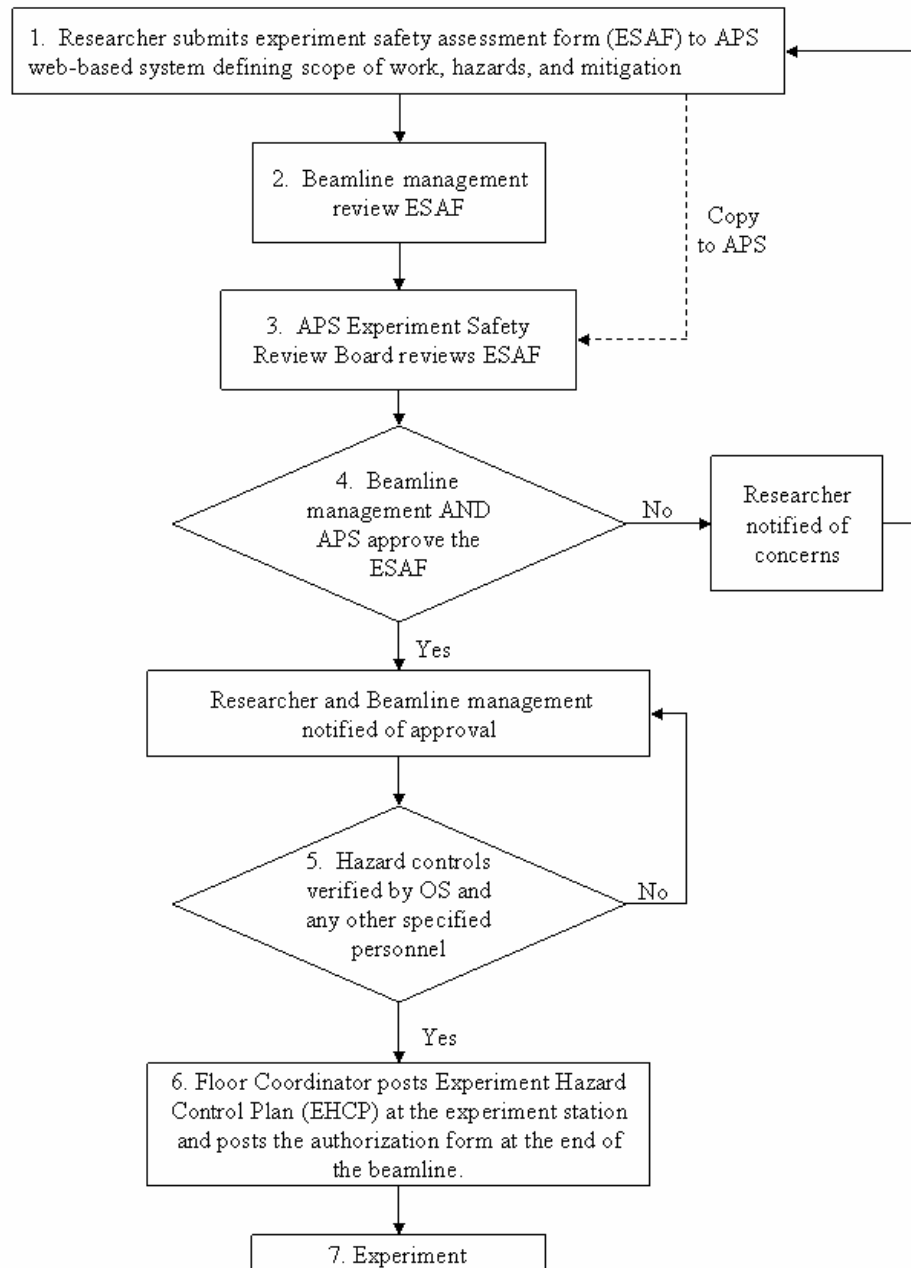 1. Researcher submits experiment safety assessment form (ESAF) to APS
web-based system defining scope of work, hazards, and mitigation
2. Beamline management
review ESAF
Copy
to APS
3. APS Experiment Safety
Review Board reviews ESAF
4. Beamline
management AND
APS approve the
ESAF
No
Researcher
notified of
concerns
Yes
Researcher and Beamline management
notified of approval
5. Hazard controls
verified by OS and
any other specified
personnel
No
Yes
6. Floor Coordinator posts Experiment Hazard
Control Plan (EHCP) at the experiment station
and posts the authorization form at the end of
the beamline.
7. Experiment